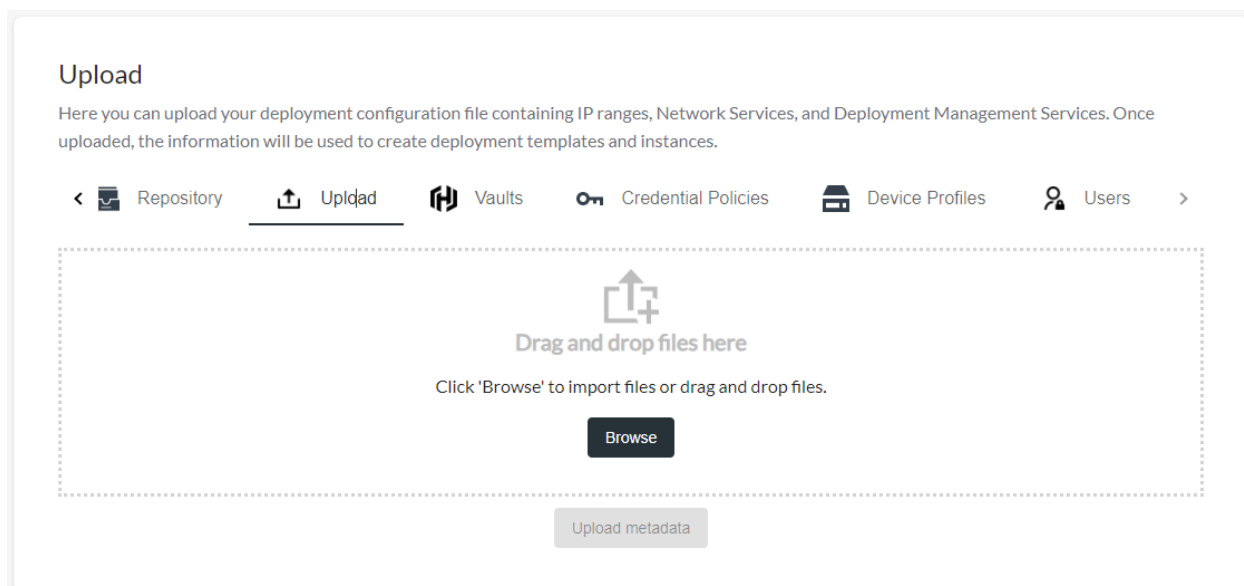 Upload
Here you can upload your deployment configuration file containing IP ranges, Network Services, and Deployment Management Services. Once
uploaded, the information will be used to create deployment templates and instances.
Repository Upload Vaults Credential Policies Device Profiles Users
Drag and drop files here
Click 'Browse' to import files or drag and drop files.
Browse
Upload metadata